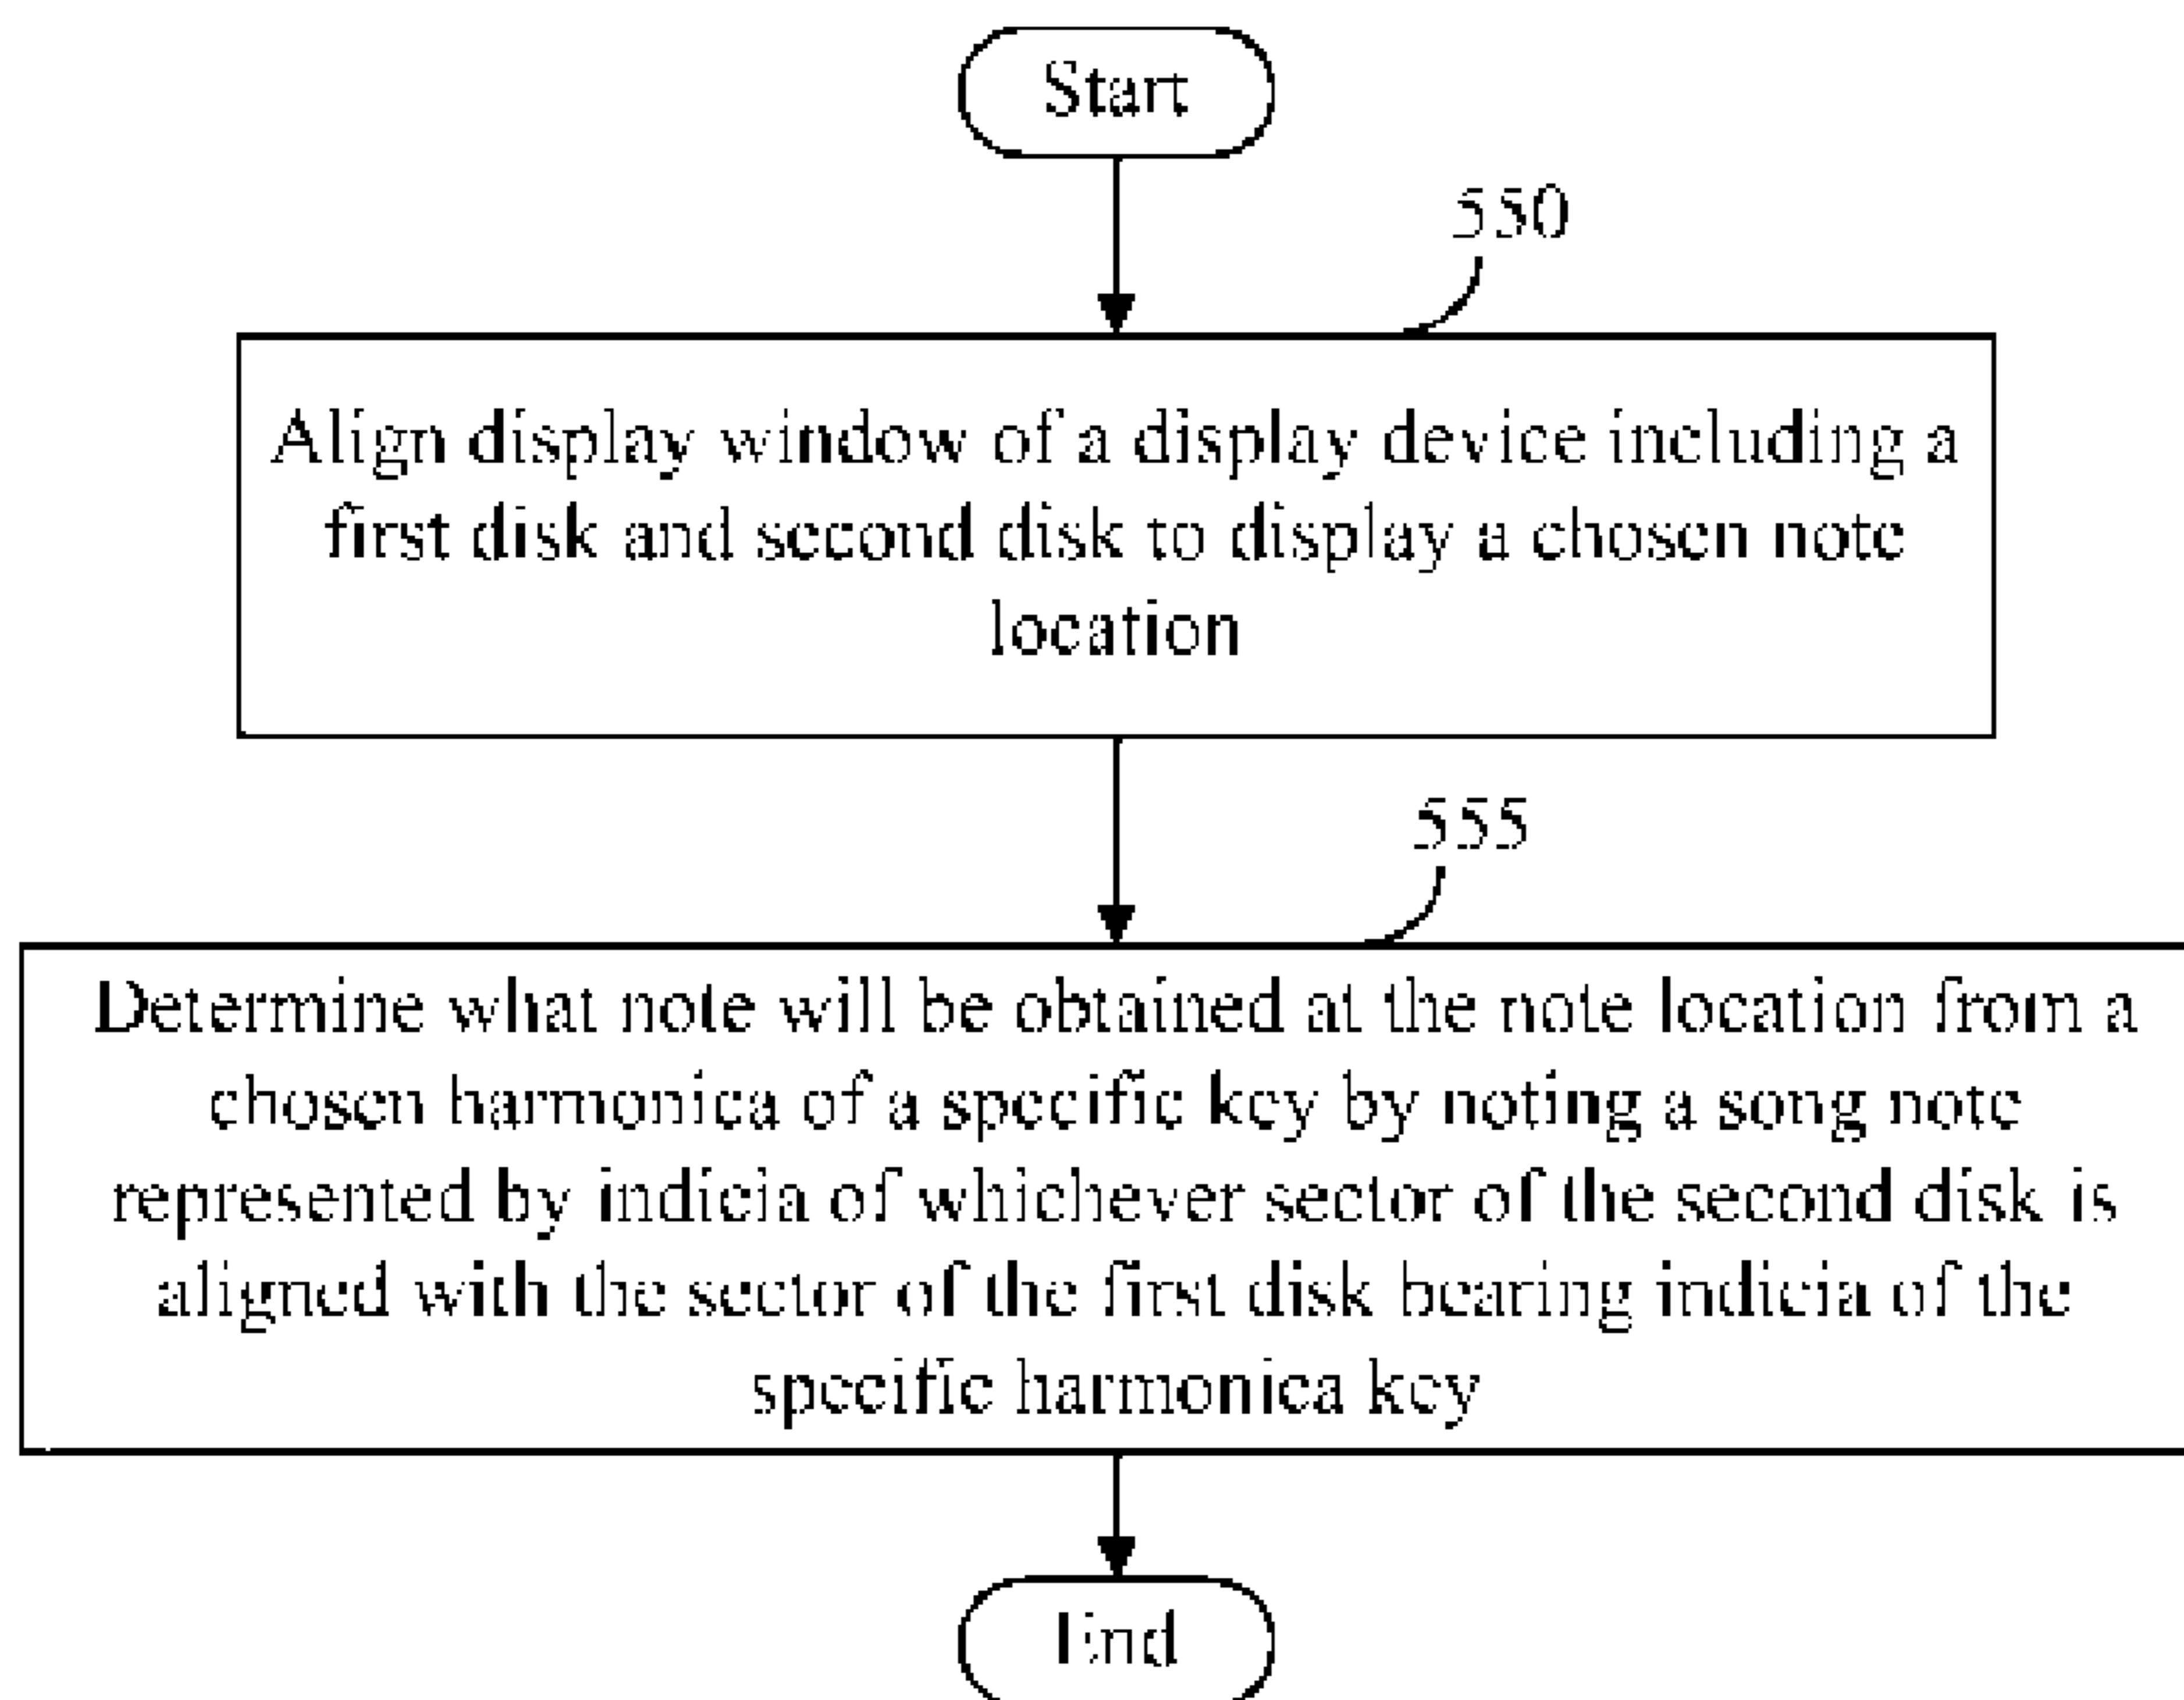 Start
550
Align display window of a display device including a
first disk and second disk to display a chosen note
location
555
Determine what note will be obtained at the note location from a
chosen harmonica of a specific key by noting a song note
represented by indicia of whichever sector of the second disk is
aligned with the sector of the first disk bearing indicia of the
specific harmonica key
End